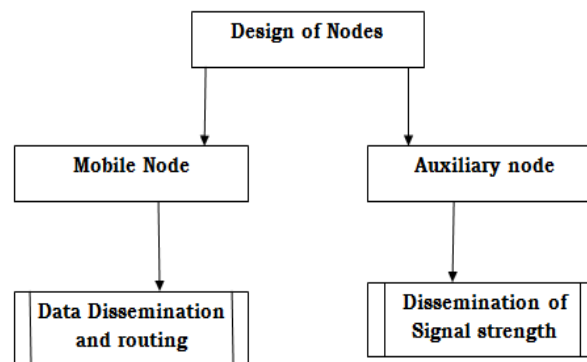 Design of Nodes
Mobile Node
Auxiliary node
Data Dissemination
and routing
Dissemination of
Signal strength